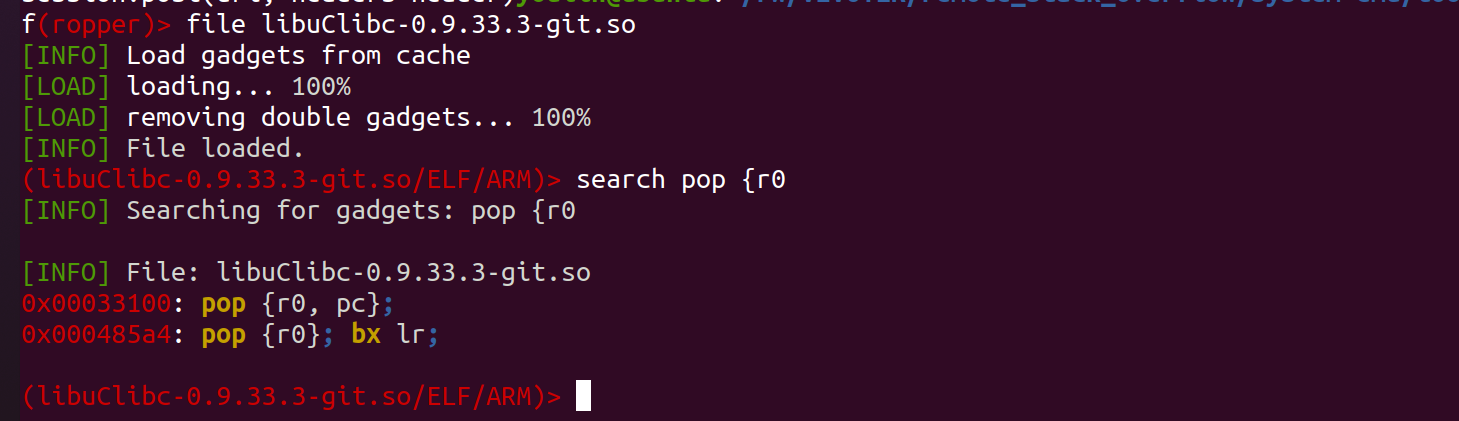 f(ropper)> file libuClibc-0.9.33.3-git.so
[INFO] Load gadgets from cache
[LOAD] loading... 100%
[LOAD] removing double gadgets... 100%
[INFO] File loaded.
(libuClibc-0.9.33.3-git.so/ELF/ARM)> search pop {r0
[INFO] Searching for gadgets: pop {r0
[INFO] File: libuClibc-0.9.33.3-git.so
0x00033100: pop {r0, pc};
0x000485a4: pop {r0}; bx lr;
(libuClibc-0.9.33.3-git.so/ELF/ARM)>